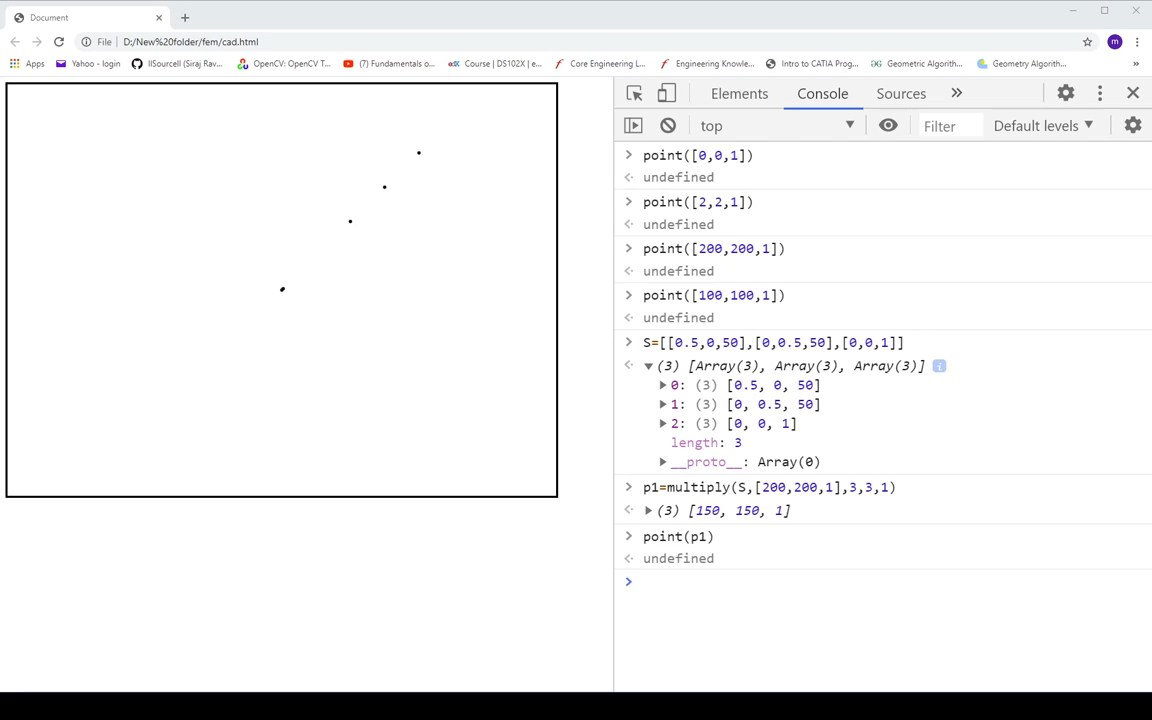 Document
File D:/New%20folder/fem/cad.html m
Apps Yahoo - login IISourcell (Siraj Rav... OpenCV: OpenCV T... (7) Fundamentals o... edX Course | DS102X | e... Core Engineering L... Engineering Knowle... Intro to CATIA Prog... Geometric Algorith... Geometry Algorith... »
Elements Console Sources »
top Filter Default levels
point([0,0,1])
undefined
point([2,2,1])
undefined
point([200,200,1])
undefined
point([100,100,1])
undefined
S=[[0.5,0,50],[0,0.5,50],[0,0,1]]
(3) [Array(3), Array(3), Array(3)] i
0: (3) [0.5, 0, 50]
1: (3) [0, 0.5, 50]
2: (3) [0, 0, 1]
length: 3
__proto__: Array(0)
p1=multiply(S,[200,200,1],3,3,1)
(3) [150, 150, 1]
point(p1)
undefined